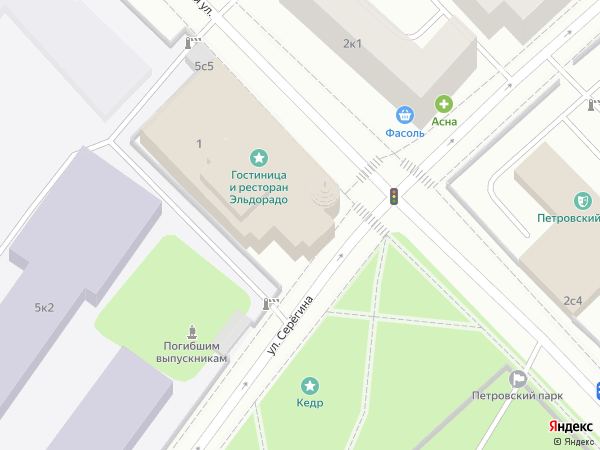 й ул.
2к1
5с5
Асна
Фасоль
1
Гостиница
и ресторан
Эльдорадо
Петровский
ул. Серёгина
2с4
5к2
Погибшим
выпускникам
Кедр
Петровский парк
Яндекс
© Яндекс